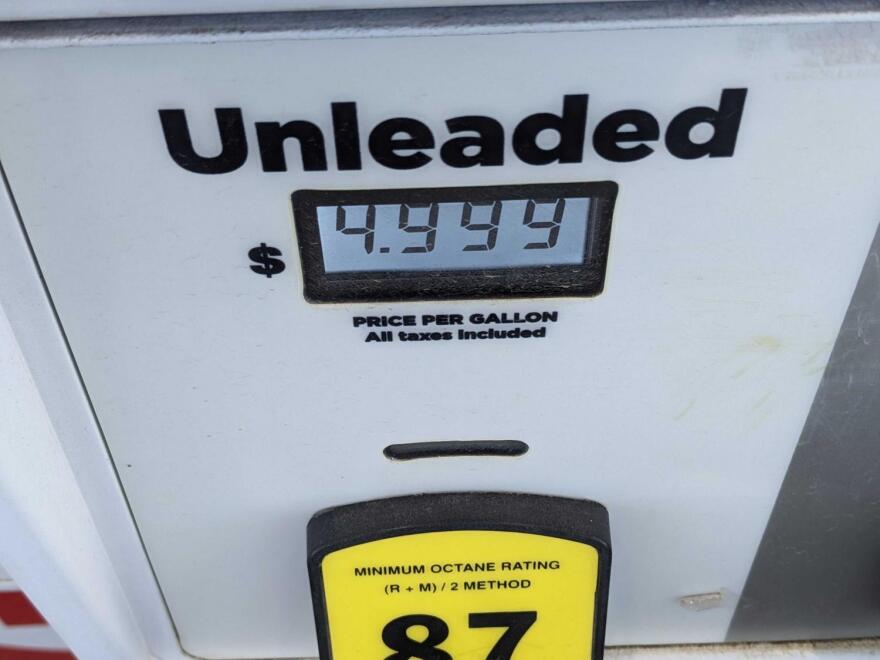 Unleaded
$ 4.999
PRICE PER GALLON
All taxes included
MINIMUM OCTANE RATING
(R + M) / 2 METHOD
87